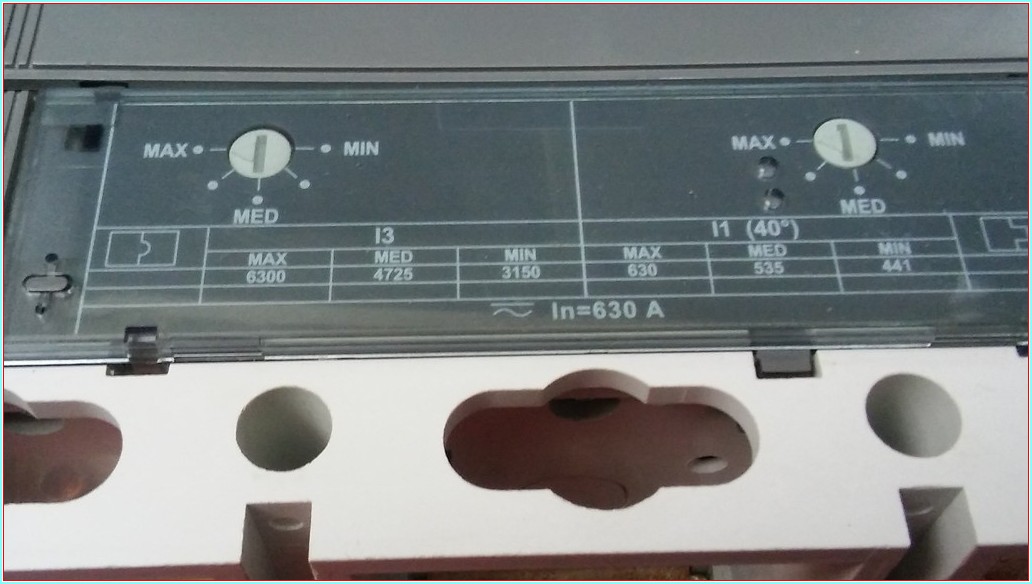 MAX MIN
MED
MAX MIN
MED
I3
MAX MED MIN
6300 4725 3150
I1 (40°)
MAX MED MIN
630 535 441
In=630 A